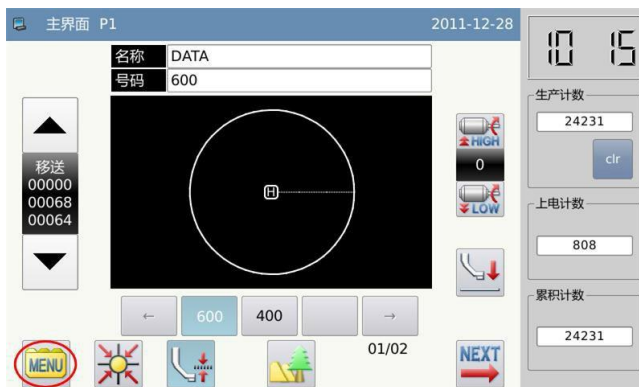 主界面 P1
2011-12-28
10 15
名称 DATA
号码 600
移送
00000
00068
00064
H
HIGH
0
LOW
← 600 400 →
01/02
MENU
NEXT
生产计数
24231
clr
上电计数
808
累积计数
24231